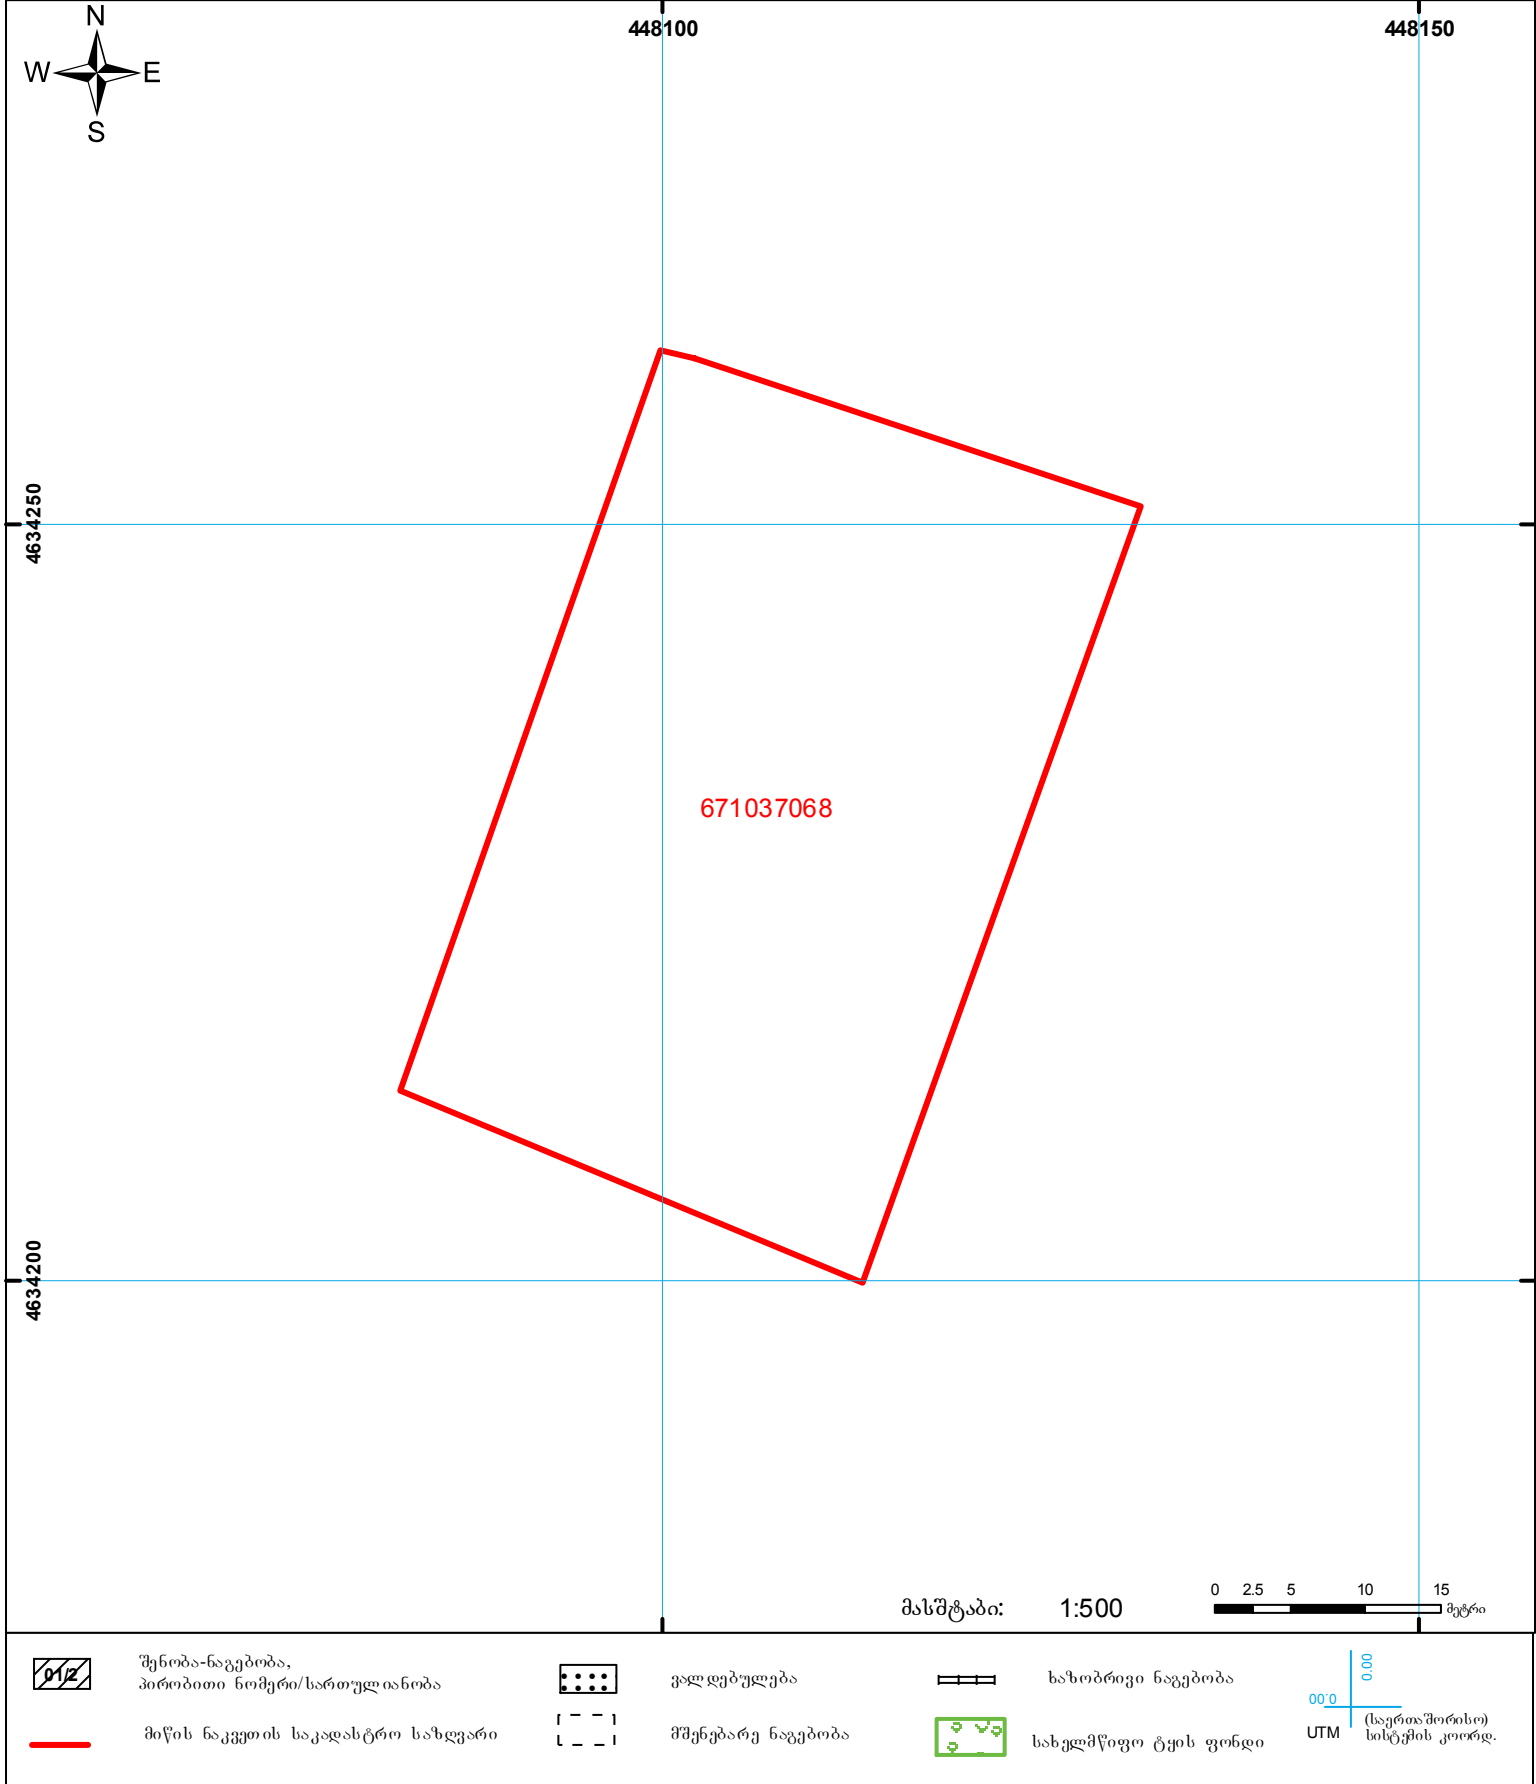 N
W E
S
448100 448150
4634250
671037068
4634200
მასშტაბი: 1:500
0 2.5 5 10 15
მეტრი
01/2
შენობა-ნაგებობა,
პირობითი ნომერი/სართულიანობა
ვალდებულება
ხაზობრივი ნაგებობა
00.0
0.00
მიწის ნაკვეთის საკადასტრო საზღვარი
მშენებარე ნაგებობა
სახელმწიფო ტყის ფონდი
UTM
(საერთაშორისო)
სისტემის კოორდ.